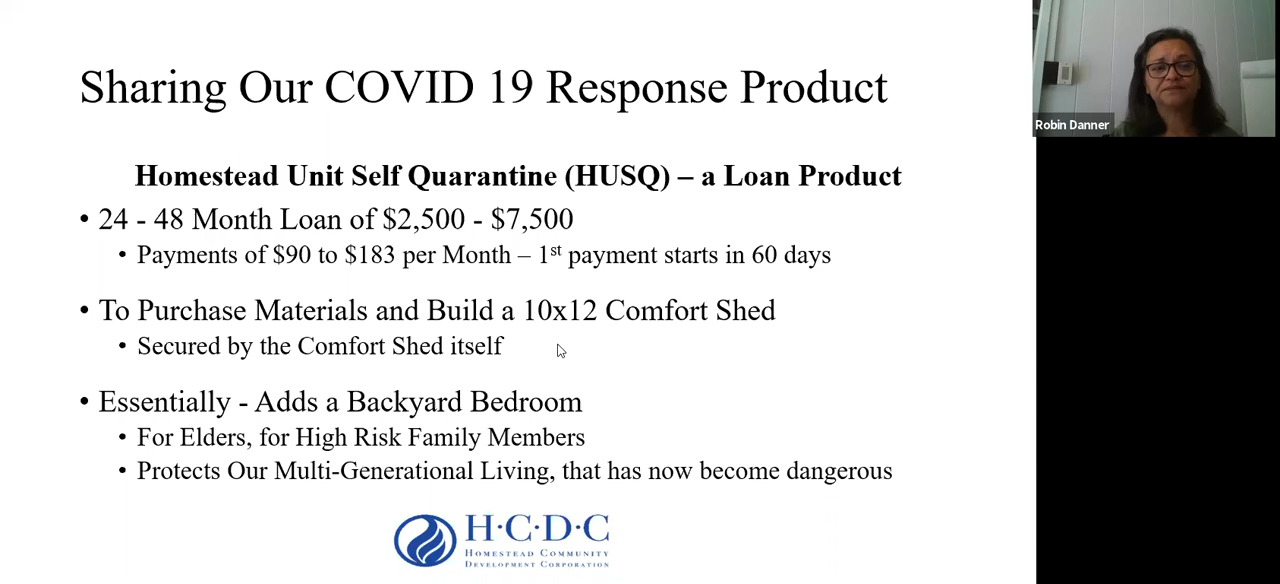 Sharing Our COVID 19 Response Product
Robin Danner
Homestead Unit Self Quarantine (HUSQ) – a Loan Product
• 24 - 48 Month Loan of $2,500 - $7,500
• Payments of $90 to $183 per Month – 1st payment starts in 60 days
• To Purchase Materials and Build a 10x12 Comfort Shed
• Secured by the Comfort Shed itself
• Essentially - Adds a Backyard Bedroom
• For Elders, for High Risk Family Members
• Protects Our Multi-Generational Living, that has now become dangerous
H·C·D·C
HOMESTEAD COMMUNITY
DEVELOPMENT CORPORATION